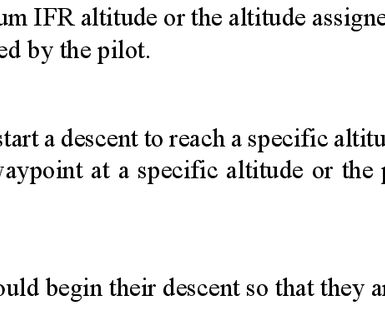 um IFR altitude or the altitude assigne
ed by the pilot.
start a descent to reach a specific altitu
waypoint at a specific altitude or the p
ould begin their descent so that they ar